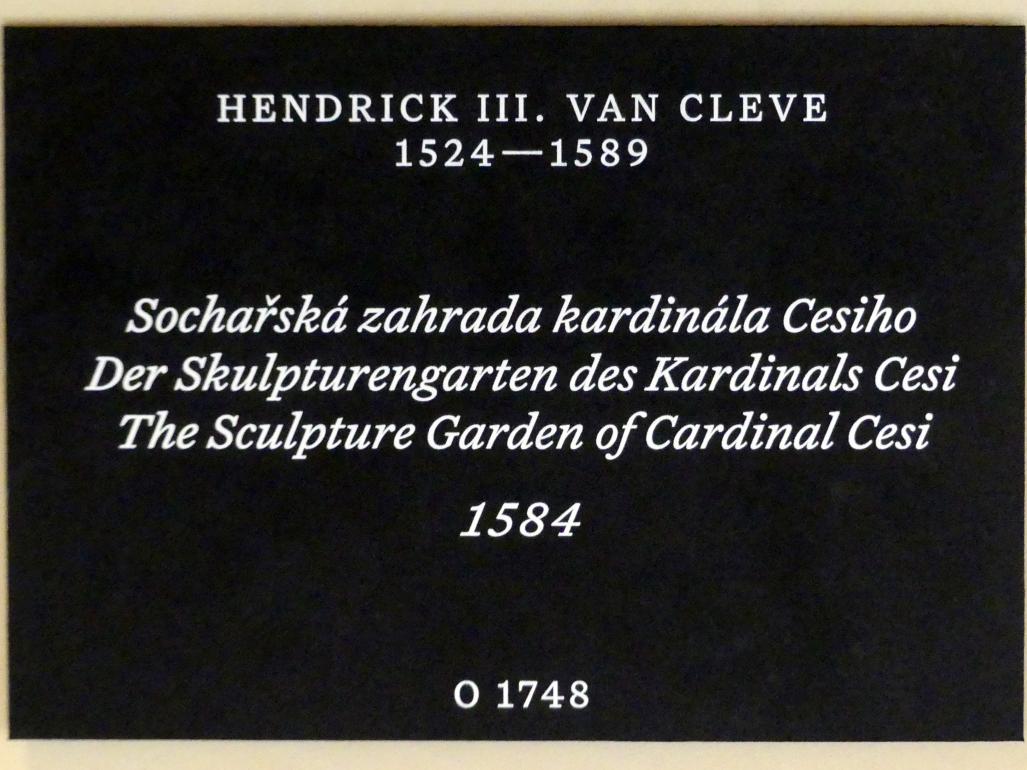 HENDRICK III. VAN CLEVE
1524—1589
Sochařská zahrada kardinála Cesiho
Der Skulpturengarten des Kardinals Cesi
The Sculpture Garden of Cardinal Cesi
1584
O 1748